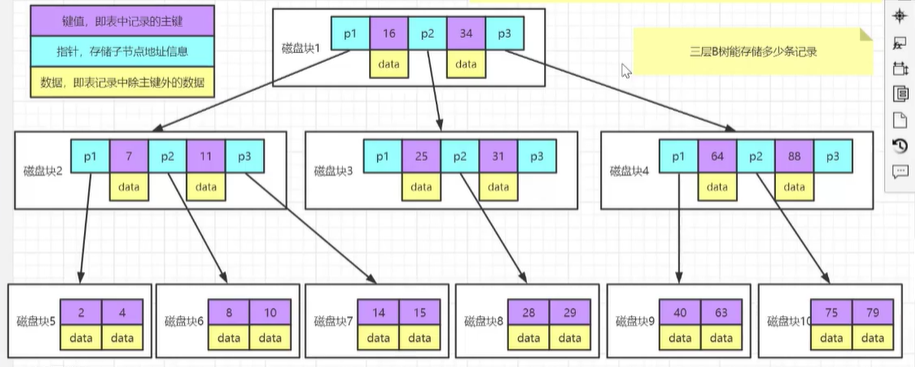 键值，即表中记录的主键
指针，存储子节点地址信息
数据，即表记录中除主键外的数据
磁盘块1
p1 16 p2 34 p3
data data
三层B树能存储多少条记录
磁盘块2
p1 7 p2 11 p3
data data
磁盘块3
p1 25 p2 31 p3
data data
磁盘块4
p1 64 p2 88 p3
data data
磁盘块5
2 4
data data
磁盘块6
8 10
data data
磁盘块7
14 15
data data
磁盘块8
28 29
data data
磁盘块9
40 63
data data
磁盘块10
75 79
data data